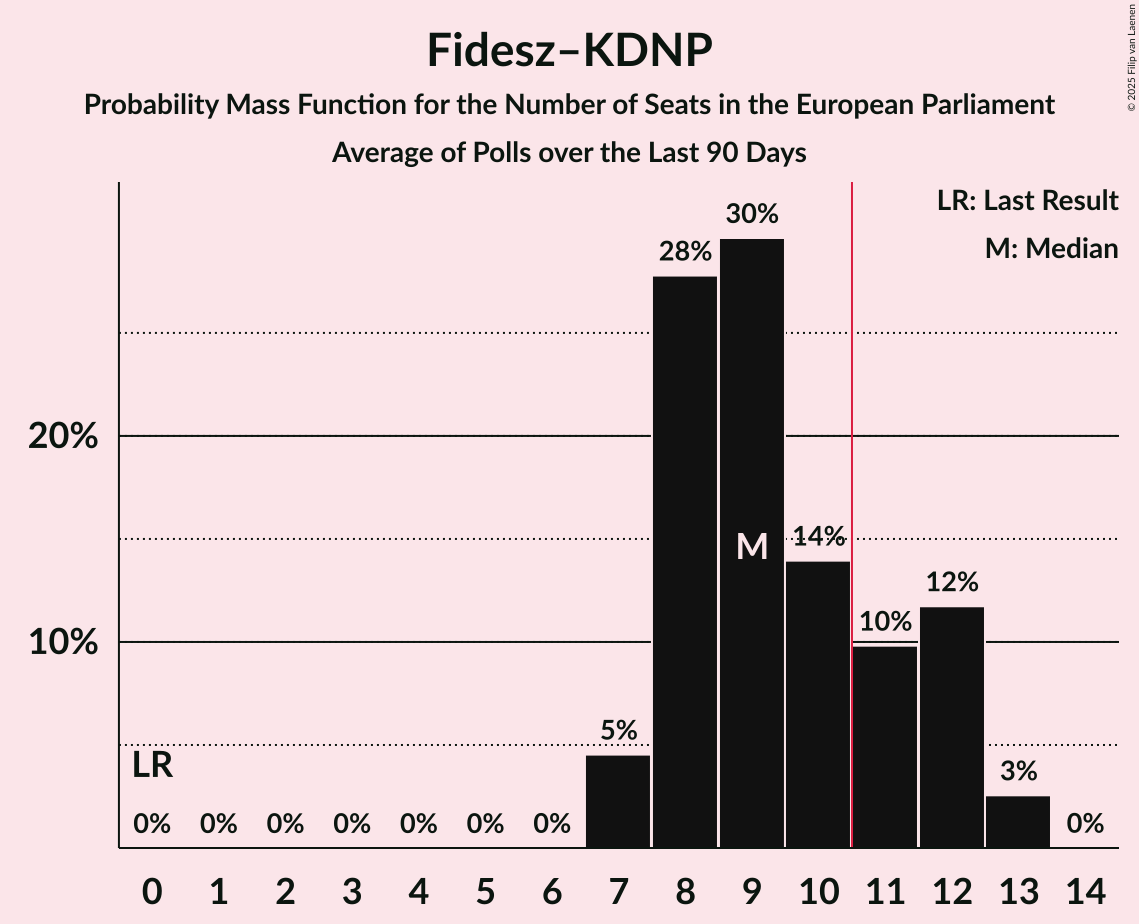 Fidesz–KDNP
Probability Mass Function for the Number of Seats in the European Parliament
Average of Polls over the Last 90 Days
© 2025 Filip van Laenen
LR: Last Result
M: Median
30%
28%
20%
14%
M
12%
10%
10%
5%
LR
3%
0% 0% 0% 0% 0% 0% 0% 0%
0 1 2 3 4 5 6 7 8 9 10 11 12 13 14